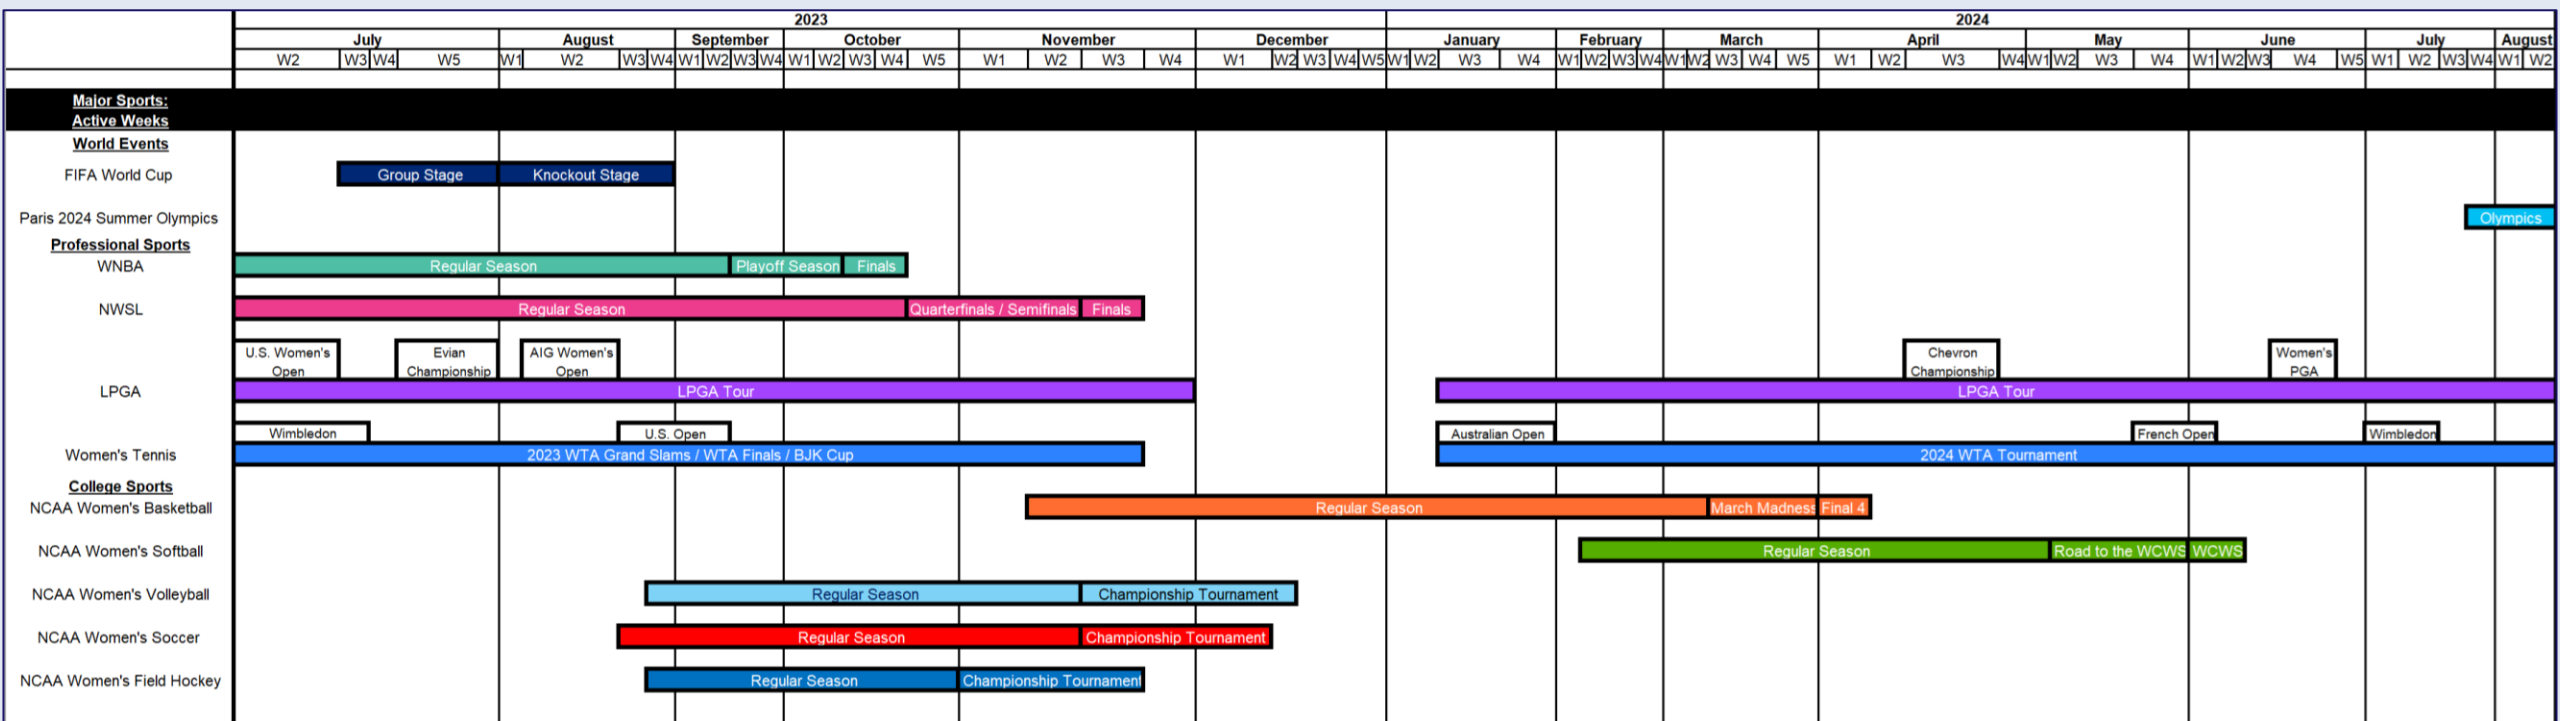 2023 2024
July August September October November December January February March April May June July August
W2 W3 W4 W5 W1 W2 W3 W4 W1 W2 W3 W4 W1 W2 W3 W4 W5 W1 W2 W3 W4 W1 W2 W3 W4 W5 W1 W2 W3 W4 W1 W2 W3 W4 W1 W2 W3 W4 W5 W1 W2 W3 W4 W1 W2 W3 W4 W1 W2 W3 W4 W5 W1 W2 W3 W4 W1 W2
Major Sports:
Active Weeks
World Events
FIFA World Cup Group Stage Knockout Stage
Paris 2024 Summer Olympics Olympics
Professional Sports
WNBA Regular Season Playoff Season Finals
NWSL Regular Season Quarterfinals / Semifinals Finals
U.S. Women's Evian AIG Women's Chevron Women's
Open Championship Open Championship PGA
LPGA LPGA Tour LPGA Tour
Wimbledon U.S. Open Australian Open French Open Wimbledon
Women's Tennis 2023 WTA Grand Slams / WTA Finals / BJK Cup 2024 WTA Tournament
College Sports
NCAA Women's Basketball Regular Season March Madness Final 4
NCAA Women's Softball Regular Season Road to the WCWS WCWS
NCAA Women's Volleyball Regular Season Championship Tournament
NCAA Women's Soccer Regular Season Championship Tournament
NCAA Women's Field Hockey Regular Season Championship Tournament